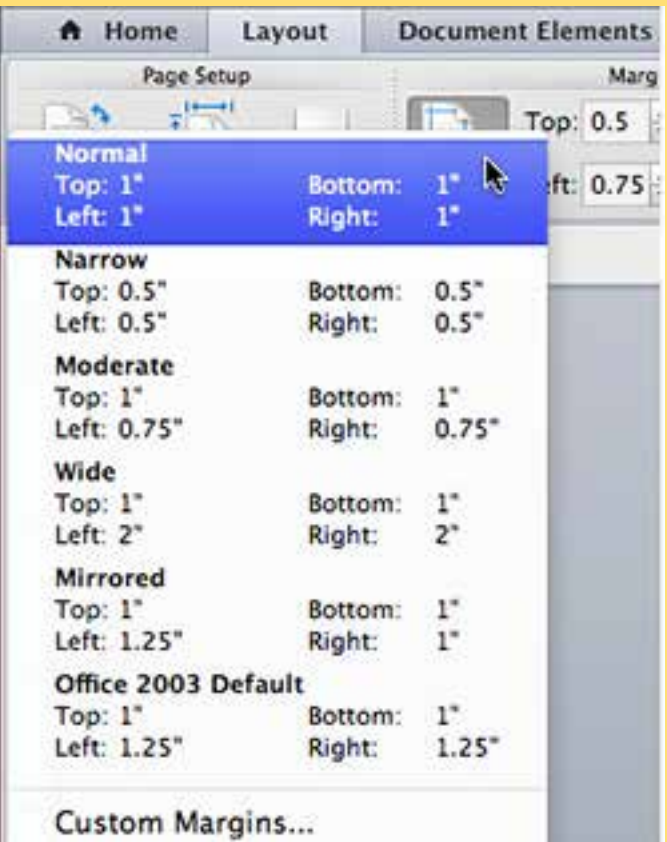 Home Layout Document Elements
Page Setup Marg
Top: 0.5
Normal
Top: 1" Bottom: 1"
ft: 0.75
Left: 1" Right: 1"
Narrow
Top: 0.5" Bottom: 0.5"
Left: 0.5" Right: 0.5"
Moderate
Top: 1" Bottom: 1"
Left: 0.75" Right: 0.75"
Wide
Top: 1" Bottom: 1"
Left: 2" Right: 2"
Mirrored
Top: 1" Bottom: 1"
Left: 1.25" Right: 1"
Office 2003 Default
Top: 1" Bottom: 1"
Left: 1.25" Right: 1.25"
Custom Margins...